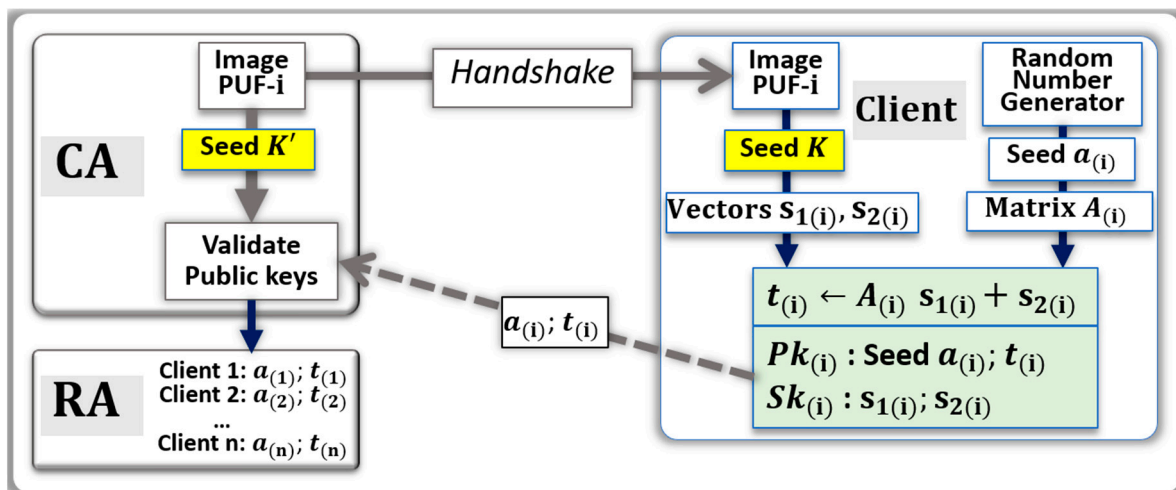 CA
Image
PUF-i
Seed K′
Validate
Public keys
Handshake
Image
PUF-i
Client
Random
Number
Generator
Seed K
Seed a(i)
Vectors s1(i), s2(i)
Matrix A(i)
t(i) ← A(i) s1(i) + s2(i)
Pk(i) : Seed a(i); t(i)
Sk(i) : s1(i); s2(i)
a(i); t(i)
RA
Client 1: a(1); t(1)
Client 2: a(2); t(2)
...
Client n: a(n); t(n)